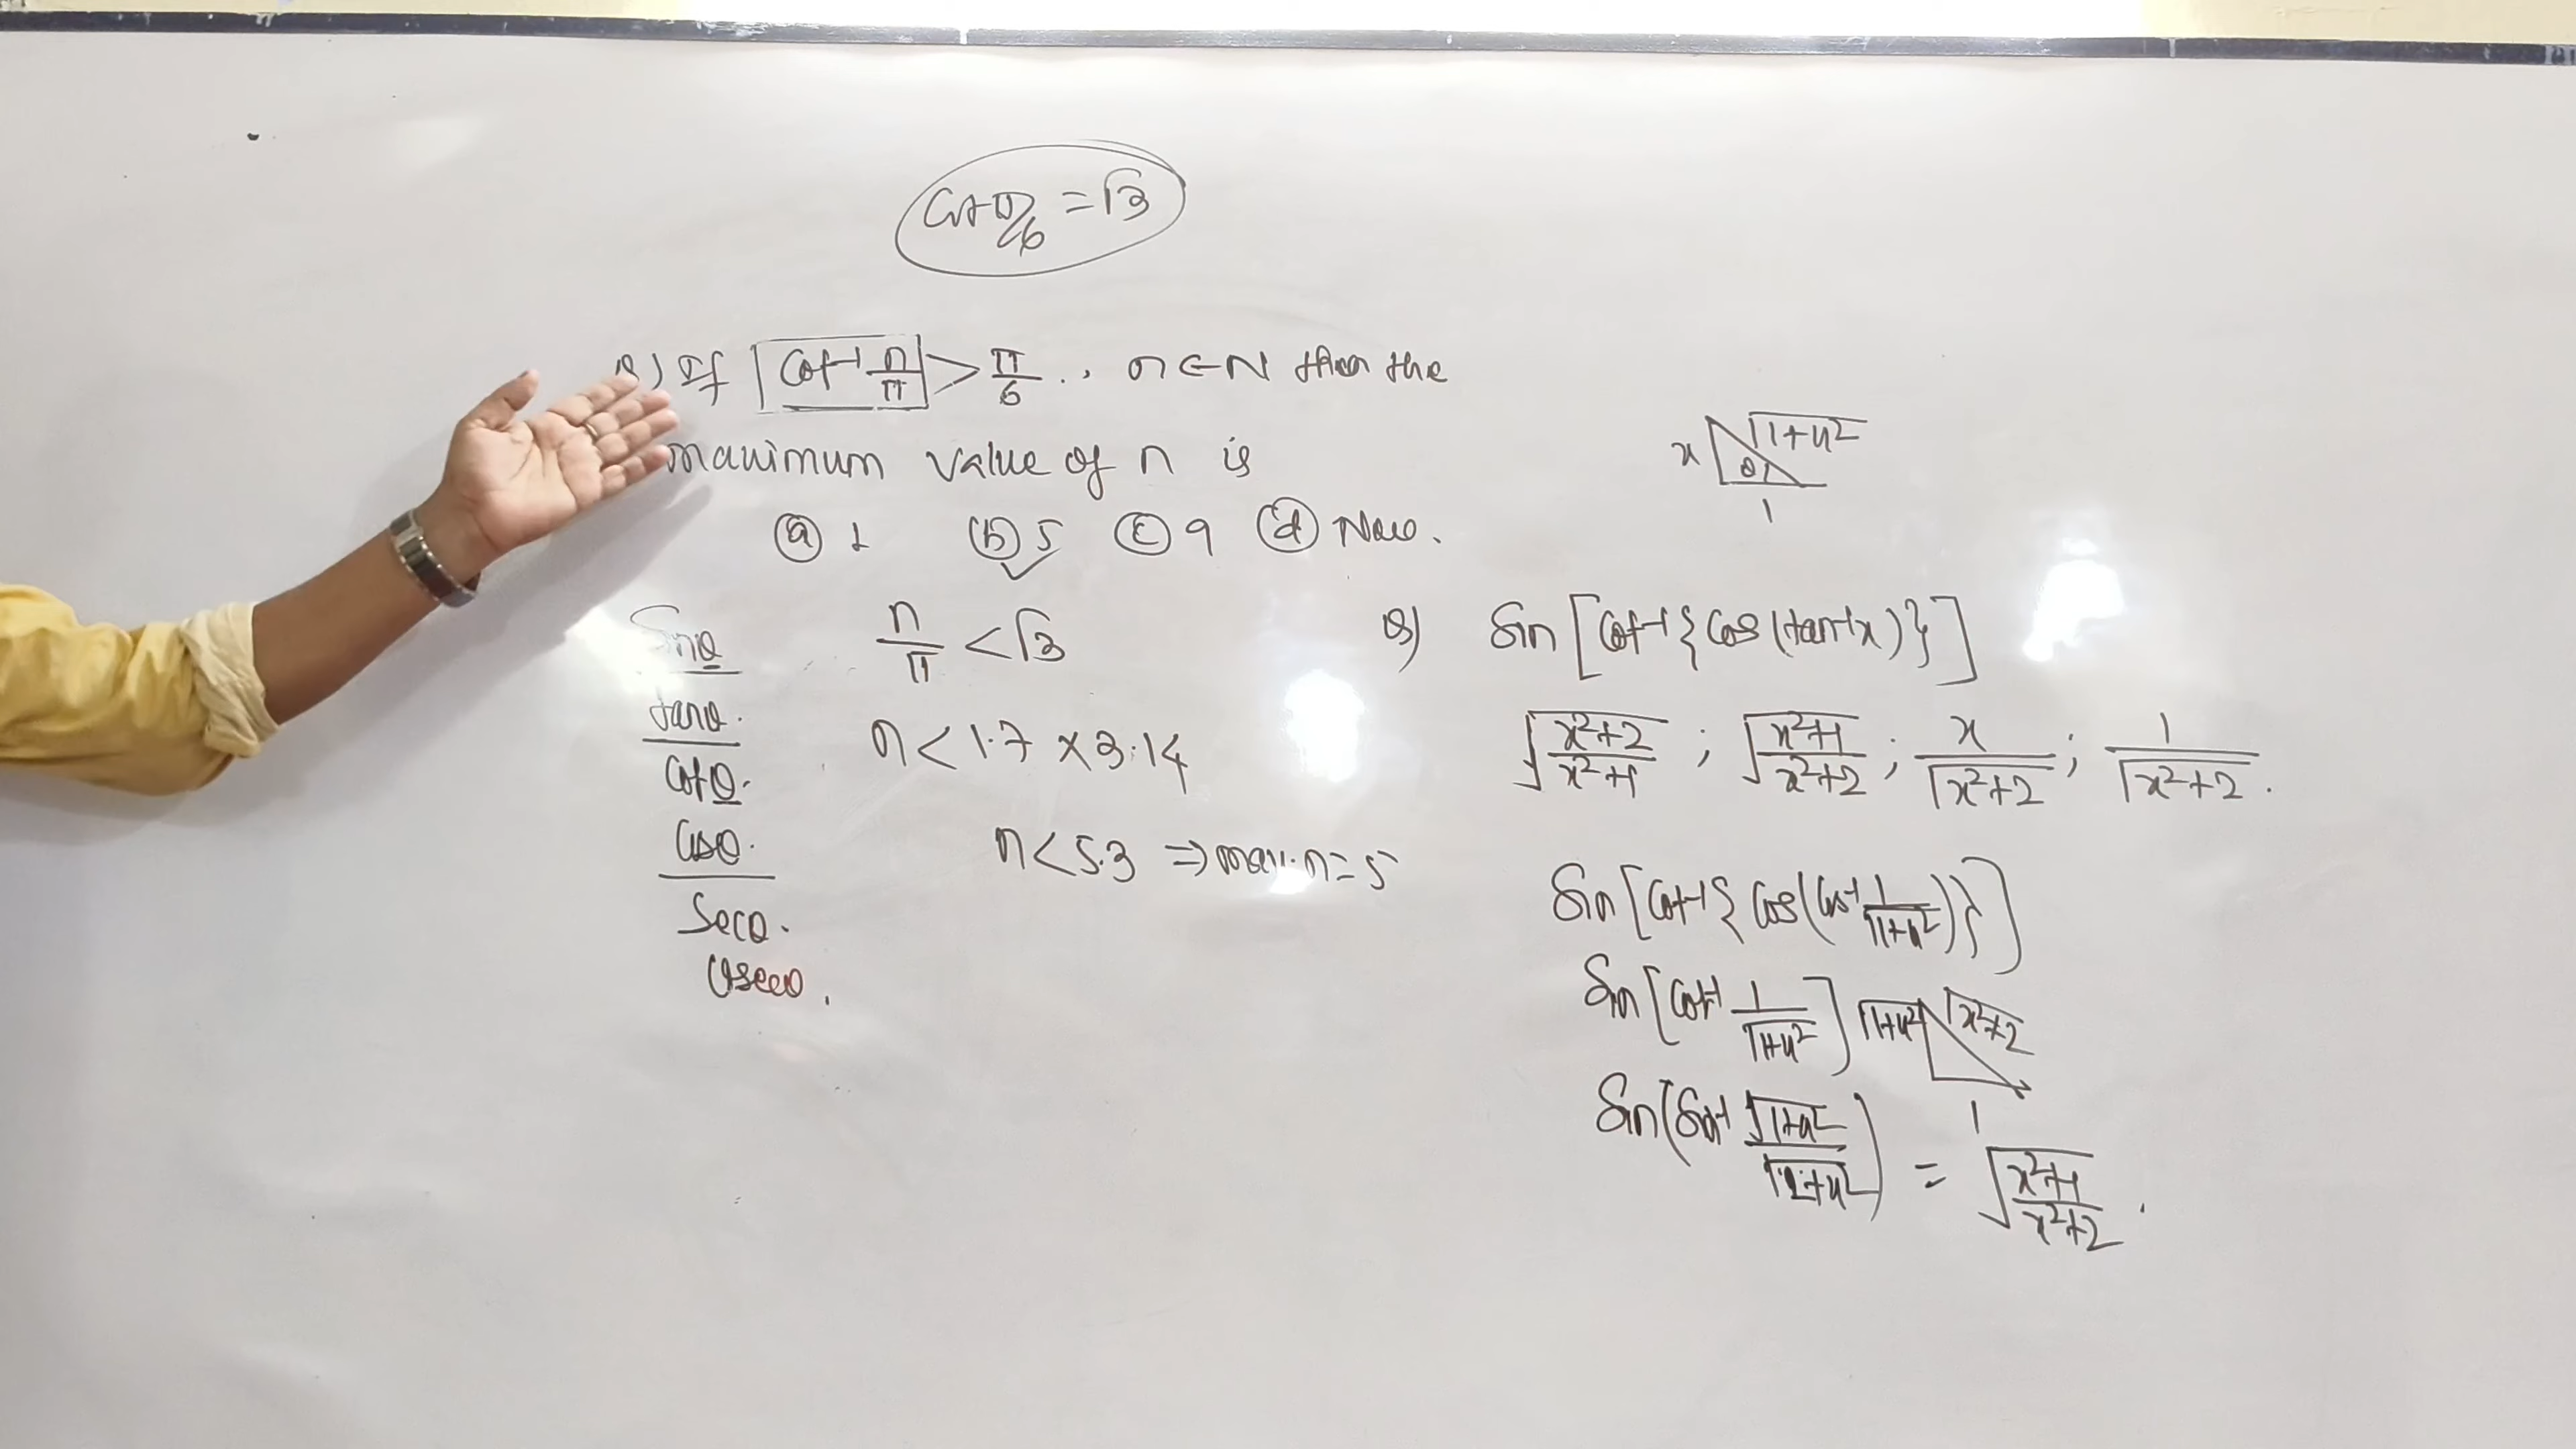 Cot π/6 = √3
Q) If Cot⁻¹ n/π > π/6 ., n ∈ N then the
maximum value of n is
(a) 1 (b) 5 ✓ (c) 9 (d) None.
Sinθ
tanθ.
Cotθ.
Cosθ.
Secθ.
Cosecθ.
n/π < √3
n < 1.7 × 3.14
n < 5.3 ⇒ max. n = 5
x √1+x²
θ
1
Q) Sin [Cot⁻¹ { Cos (tan⁻¹x) } ]
√(x²+2)/(x²+1) ; √(x²+1)/(x²+2) ; x/√x²+2 ; 1/√x²+2 .
Sin [Cot⁻¹ { Cos (Cos⁻¹ 1/√1+x²) } ]
Sin [Cot⁻¹ 1/√1+x² ] √1+x² √x²+2
1
Sin (Sin⁻¹ √1+x²/√2+x² ) = √(x²+1)/(x²+2) .